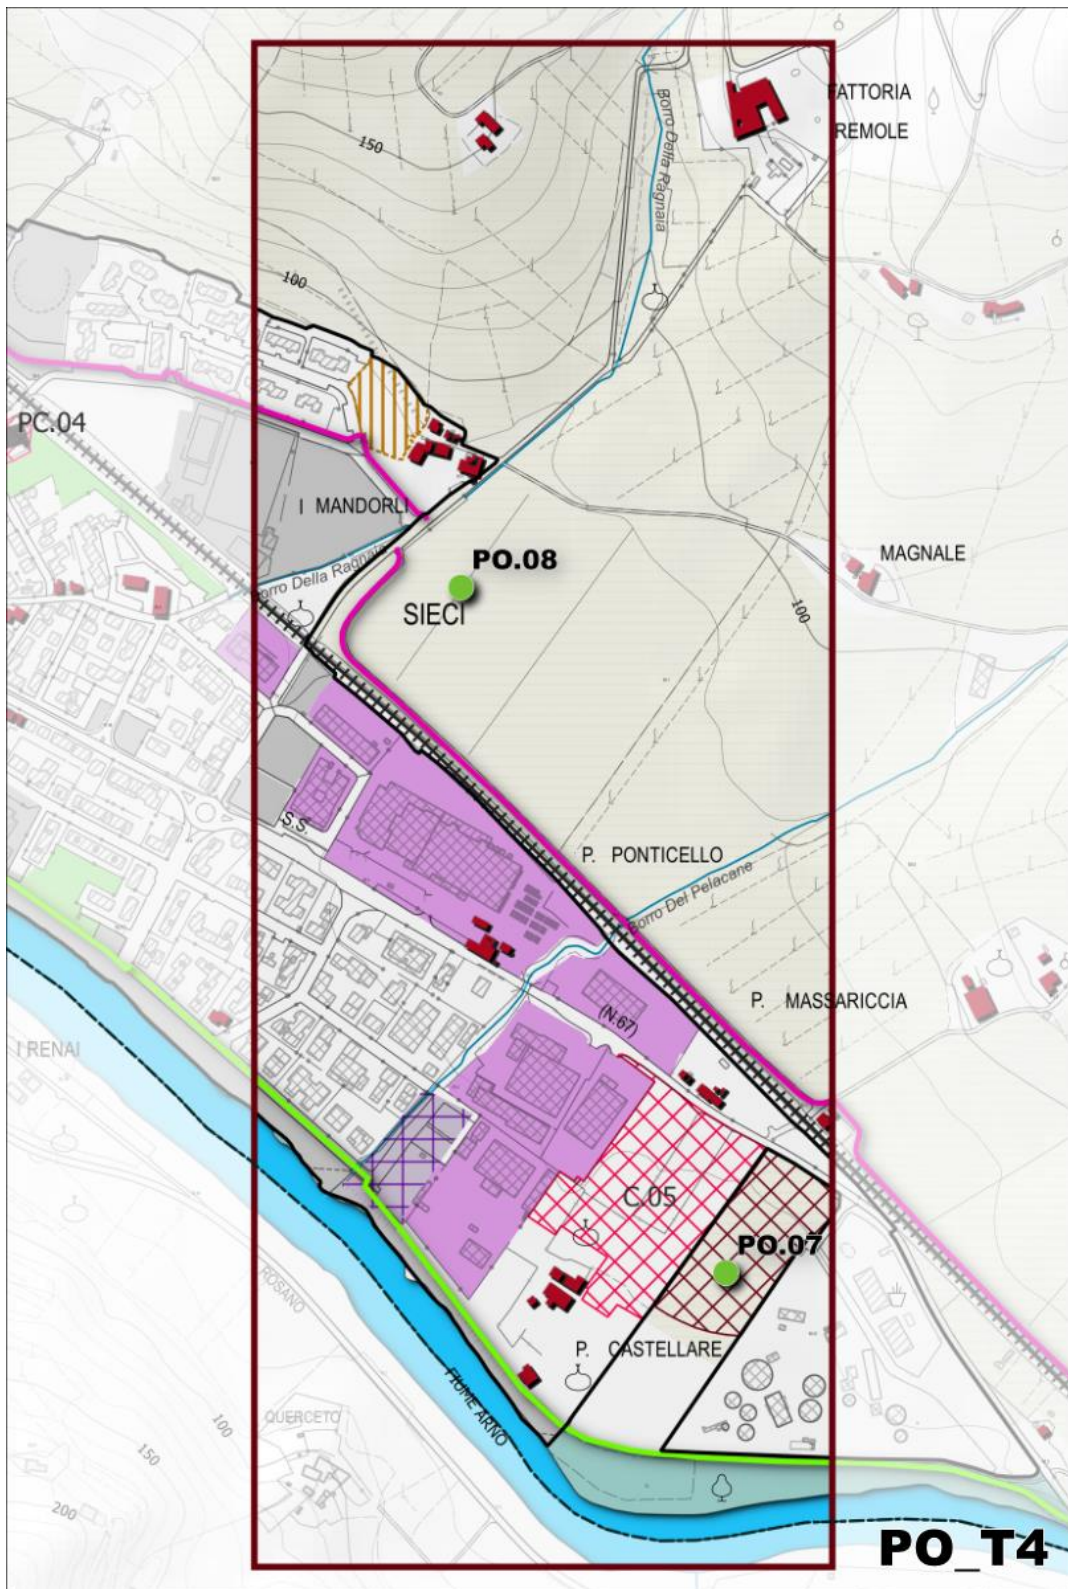 FATTORIA
REMOLE
Borro Della Ragnaia
150
100
PC.04
I MANDORLI
PO.08
MAGNALE
Borro Della Ragnaia
SIECI
100
S.S.
P. PONTICELLO
Borro Del Pelacane
P. MASSARICCIA
(N.67)
I RENAI
C.05
PO.07
ROSANO
P. CASTELLARE
FIUME ARNO
QUERCETO
100
150
200
PO_T4